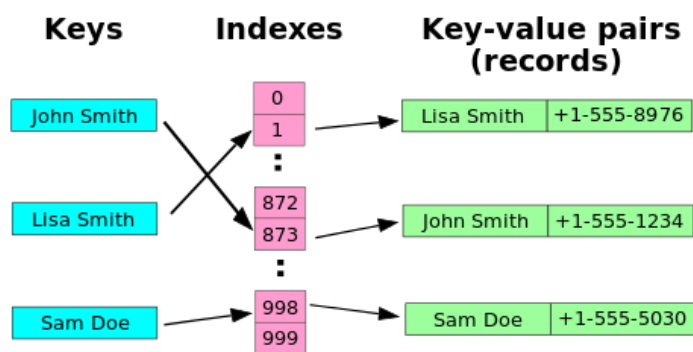 Keys Indexes Key-value pairs
(records)
John Smith
Lisa Smith
Sam Doe
0
1
:
872
873
:
998
999
Lisa Smith +1-555-8976
John Smith +1-555-1234
Sam Doe +1-555-5030